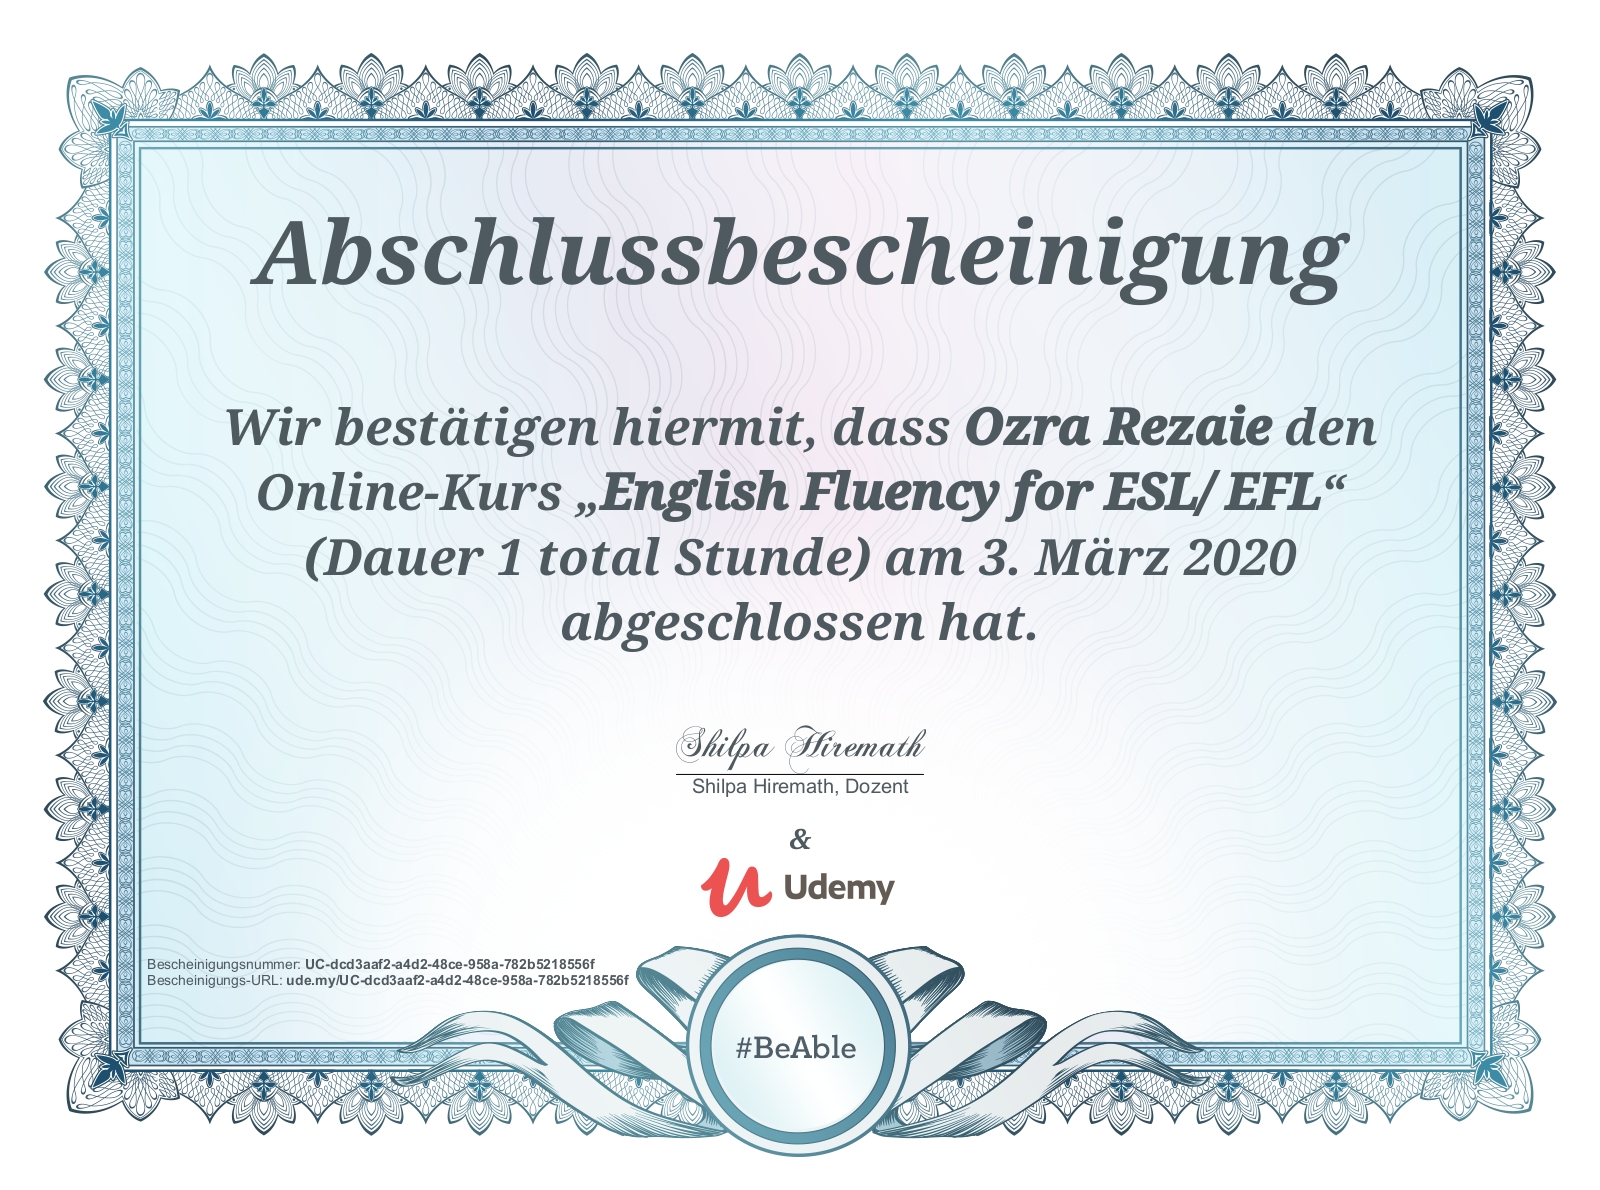 Abschlussbescheinigung
Wir bestätigen hiermit, dass Ozra Rezaie den
Online-Kurs „English Fluency for ESL/ EFL“
(Dauer 1 total Stunde) am 3. März 2020
abgeschlossen hat.
Shilpa Hiremath
Shilpa Hiremath, Dozent
&
Udemy
Bescheinigungsnummer: UC-dcd3aaf2-a4d2-48ce-958a-782b5218556f
Bescheinigungs-URL: ude.my/UC-dcd3aaf2-a4d2-48ce-958a-782b5218556f
#BeAble